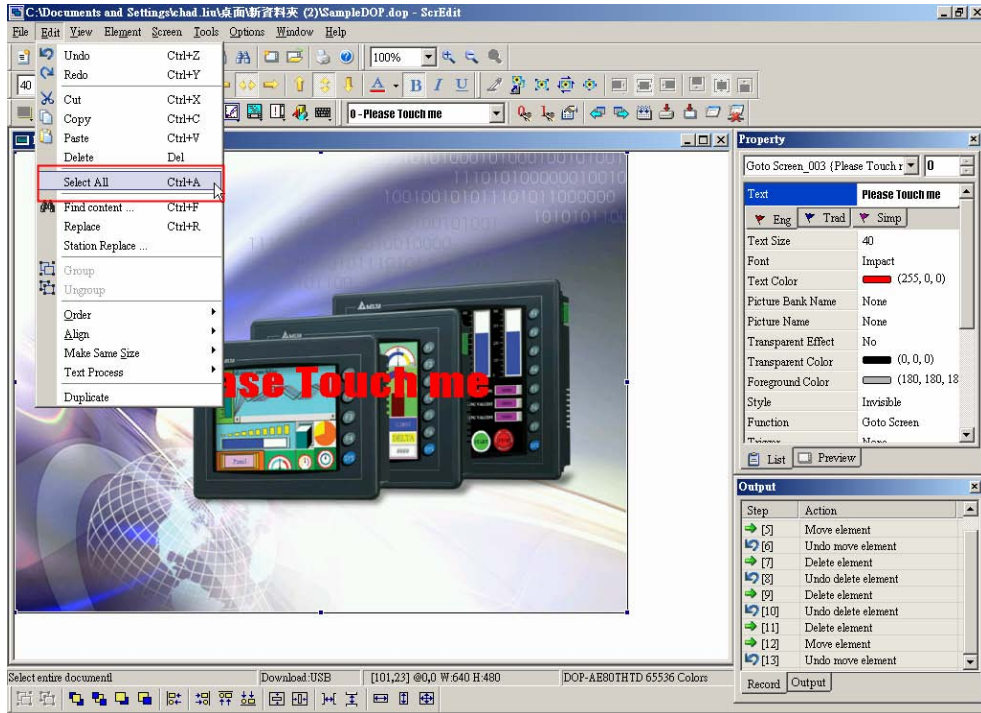 C:\Documents and Settings\chad.liu\桌面\新資料夾 (2)\SampleDOP.dop - ScrEdit
File Edit View Element Screen Tools Options Window Help
Undo Ctrl+Z
Redo Ctrl+Y
Cut Ctrl+X
Copy Ctrl+C
Paste Ctrl+V
Delete Del
Select All Ctrl+A
Find content ... Ctrl+F
Replace Ctrl+R
Station Replace ...
Group
Ungroup
Order
Align
Make Same Size
Text Process
Duplicate
100%
40
A B I U
0 - Please Touch me
ase Touch me
DELTA
Property
Goto Screen_003 {Please Touch r 0
Text Please Touch me
Eng Trad Simp
Text Size 40
Font Impact
Text Color (255, 0, 0)
Picture Bank Name None
Picture Name None
Transparent Effect No
Transparent Color (0, 0, 0)
Foreground Color (180, 180, 18
Style Invisible
Function Goto Screen
Trigger None
List Preview
Output
Step Action
[5] Move element
[6] Undo move element
[7] Delete element
[8] Undo delete element
[9] Delete element
[10] Undo delete element
[11] Delete element
[12] Move element
[13] Undo move element
Record Output
Select entire documentl Download:USB [101,23] @0,0 W:640 H:480 DOP-AE80THTD 65536 Colors